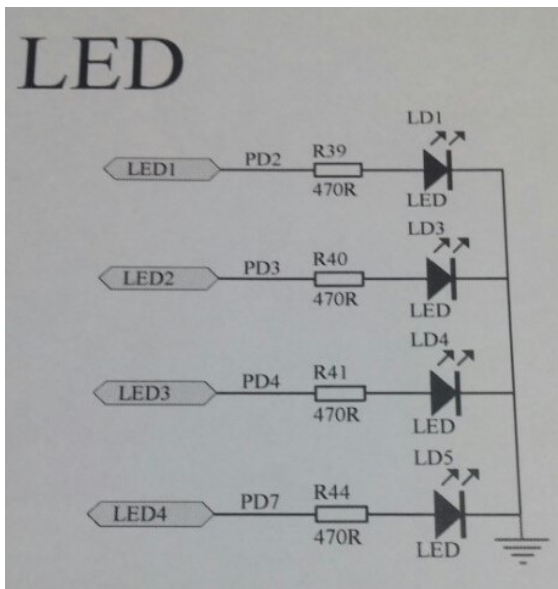 LED
LD1
LED1 PD2 R39
470R LED
LD3
LED2 PD3 R40
470R LED
LD4
LED3 PD4 R41
470R LED
LD5
LED4 PD7 R44
470R LED